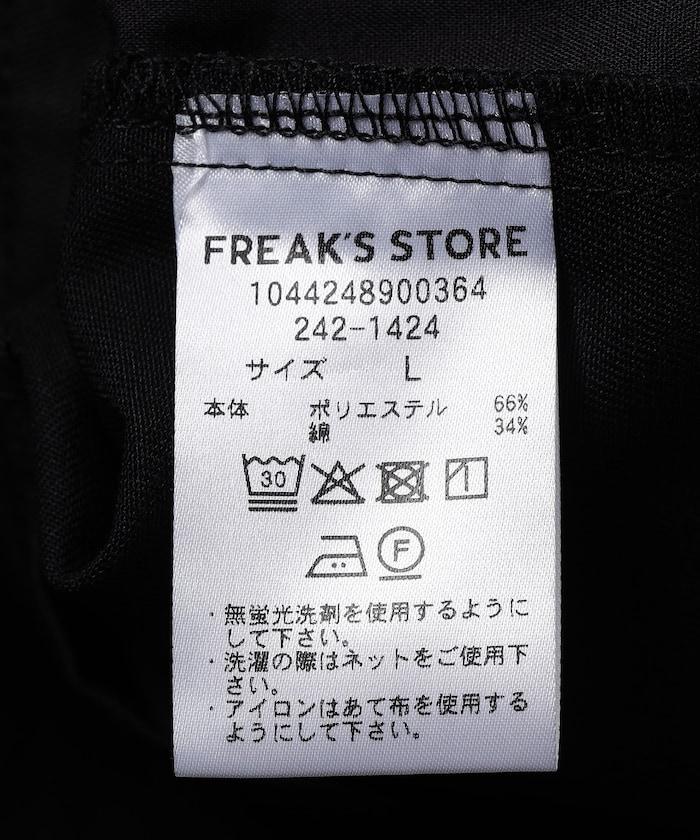 FREAK'S STORE
1044248900364
242-1424
サイズ L
本体 ポリエステル 66%
綿 34%
30
F
・無蛍光洗剤を使用するように
して下さい。
・洗濯の際はネットをご使用下
さい。
・アイロンはあて布を使用する
ようにして下さい。